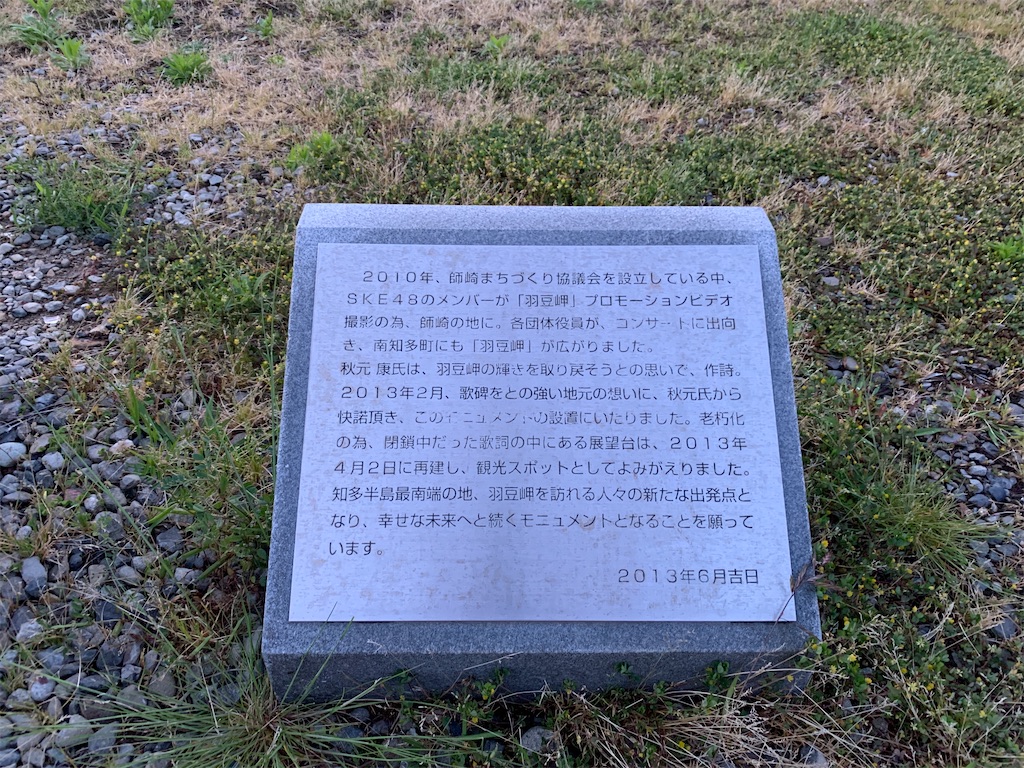 2010年、師崎まちづくり協議会を設立している中、
SKE48のメンバーが「羽豆岬」プロモーションビデオ
撮影の為、師崎の地に。各団体役員が、コンサートに出向
き、南知多町にも「羽豆岬」が広がりました。
秋元 康氏は、羽豆岬の輝きを取り戻そうとの思いで、作詩。
2013年2月、歌碑をとの強い地元の想いに、秋元氏から
快諾頂き、このモニュメントの設置にいたりました。老朽化
の為、閉鎖中だった歌詞の中にある展望台は、2013年
4月2日に再建し、観光スポットとしてよみがえりました。
知多半島最南端の地、羽豆岬を訪れる人々の新たな出発点と
なり、幸せな未来へと続くモニュメントとなることを願って
います。
2013年6月吉日